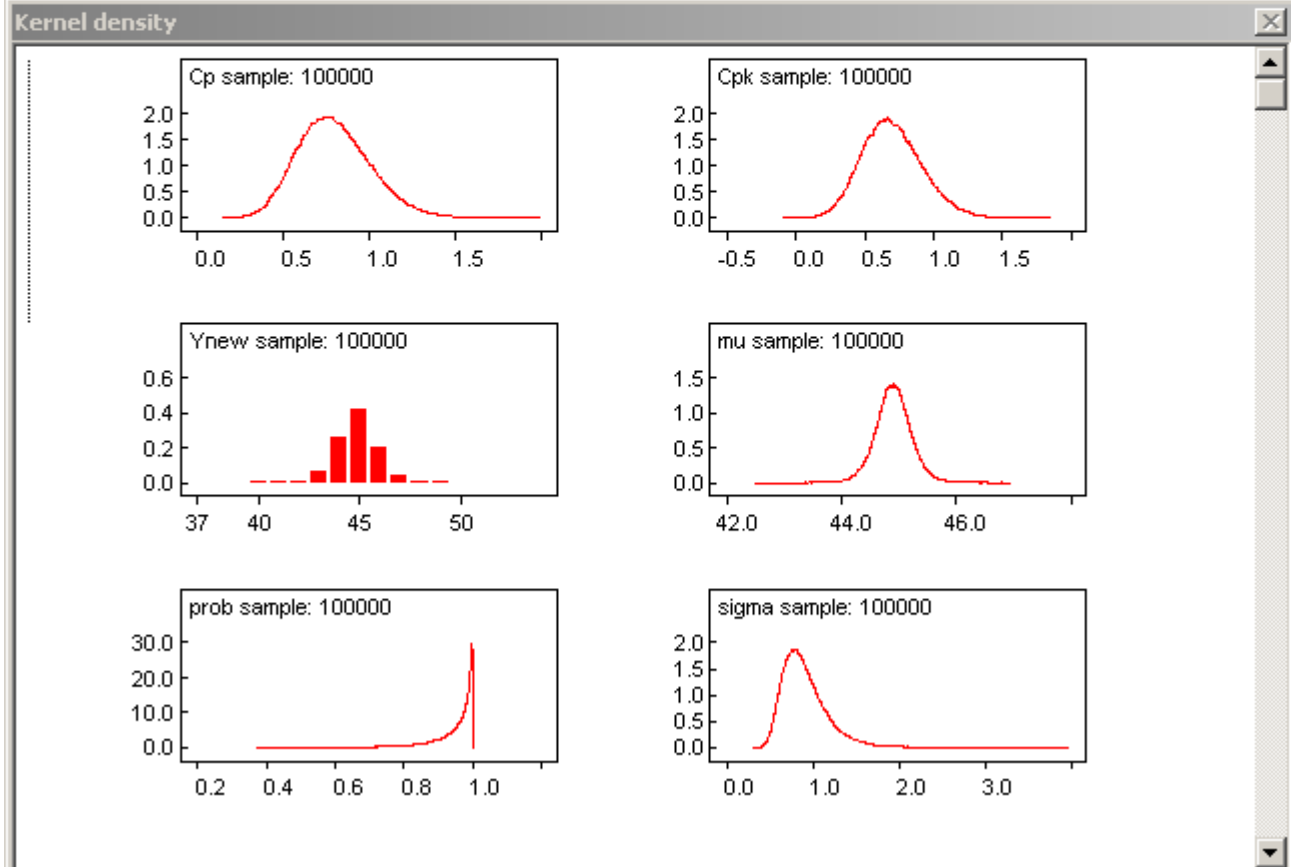 Kernel density
Cp sample: 100000
2.0
1.5
1.0
0.5
0.0
0.0 0.5 1.0 1.5
Cpk sample: 100000
2.0
1.5
1.0
0.5
0.0
-0.5 0.0 0.5 1.0 1.5
Ynew sample: 100000
0.6
0.4
0.2
0.0
37 40 45 50
mu sample: 100000
1.5
1.0
0.5
0.0
42.0 44.0 46.0
prob sample: 100000
30.0
20.0
10.0
0.0
0.2 0.4 0.6 0.8 1.0
sigma sample: 100000
2.0
1.5
1.0
0.5
0.0
0.0 1.0 2.0 3.0